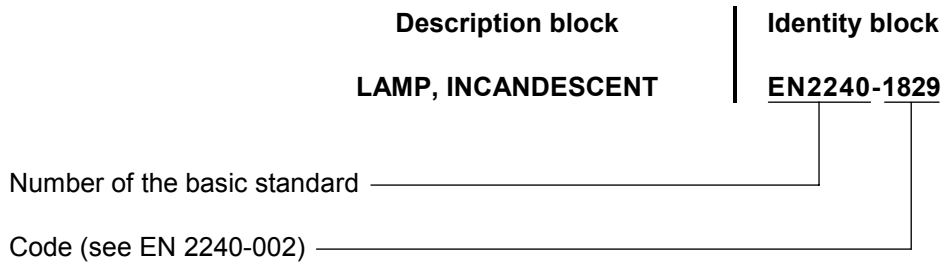 Description block Identity block
LAMP, INCANDESCENT EN2240-1829
Number of the basic standard
Code (see EN 2240-002)